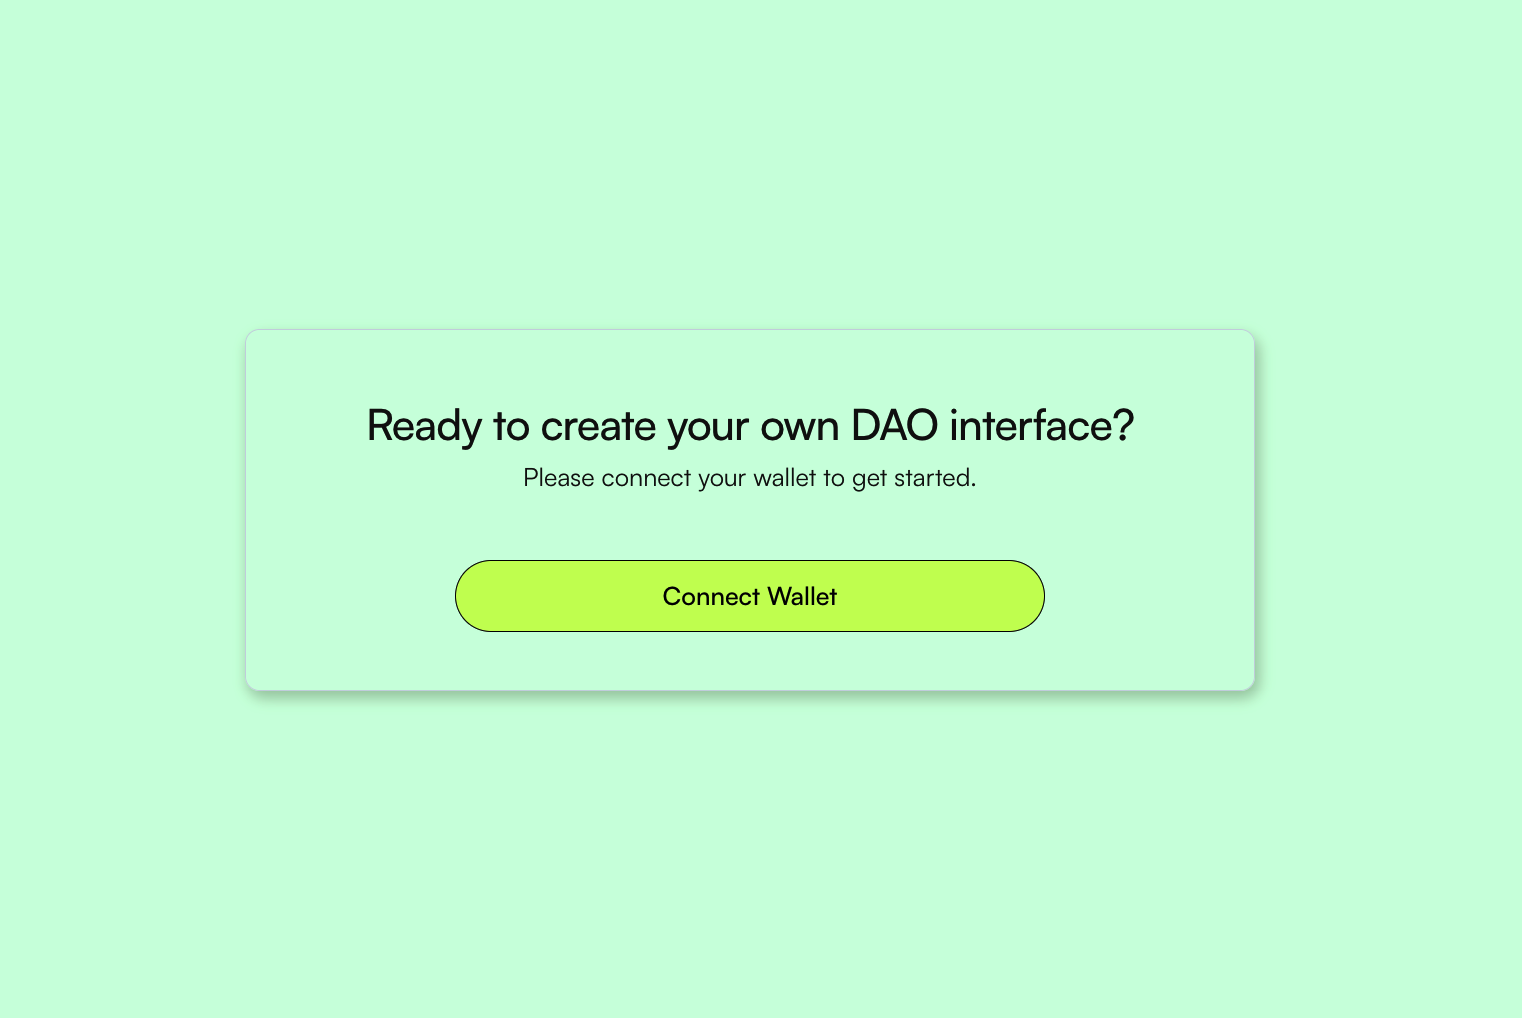 Ready to create your own DAO interface?
Please connect your wallet to get started.
Connect Wallet